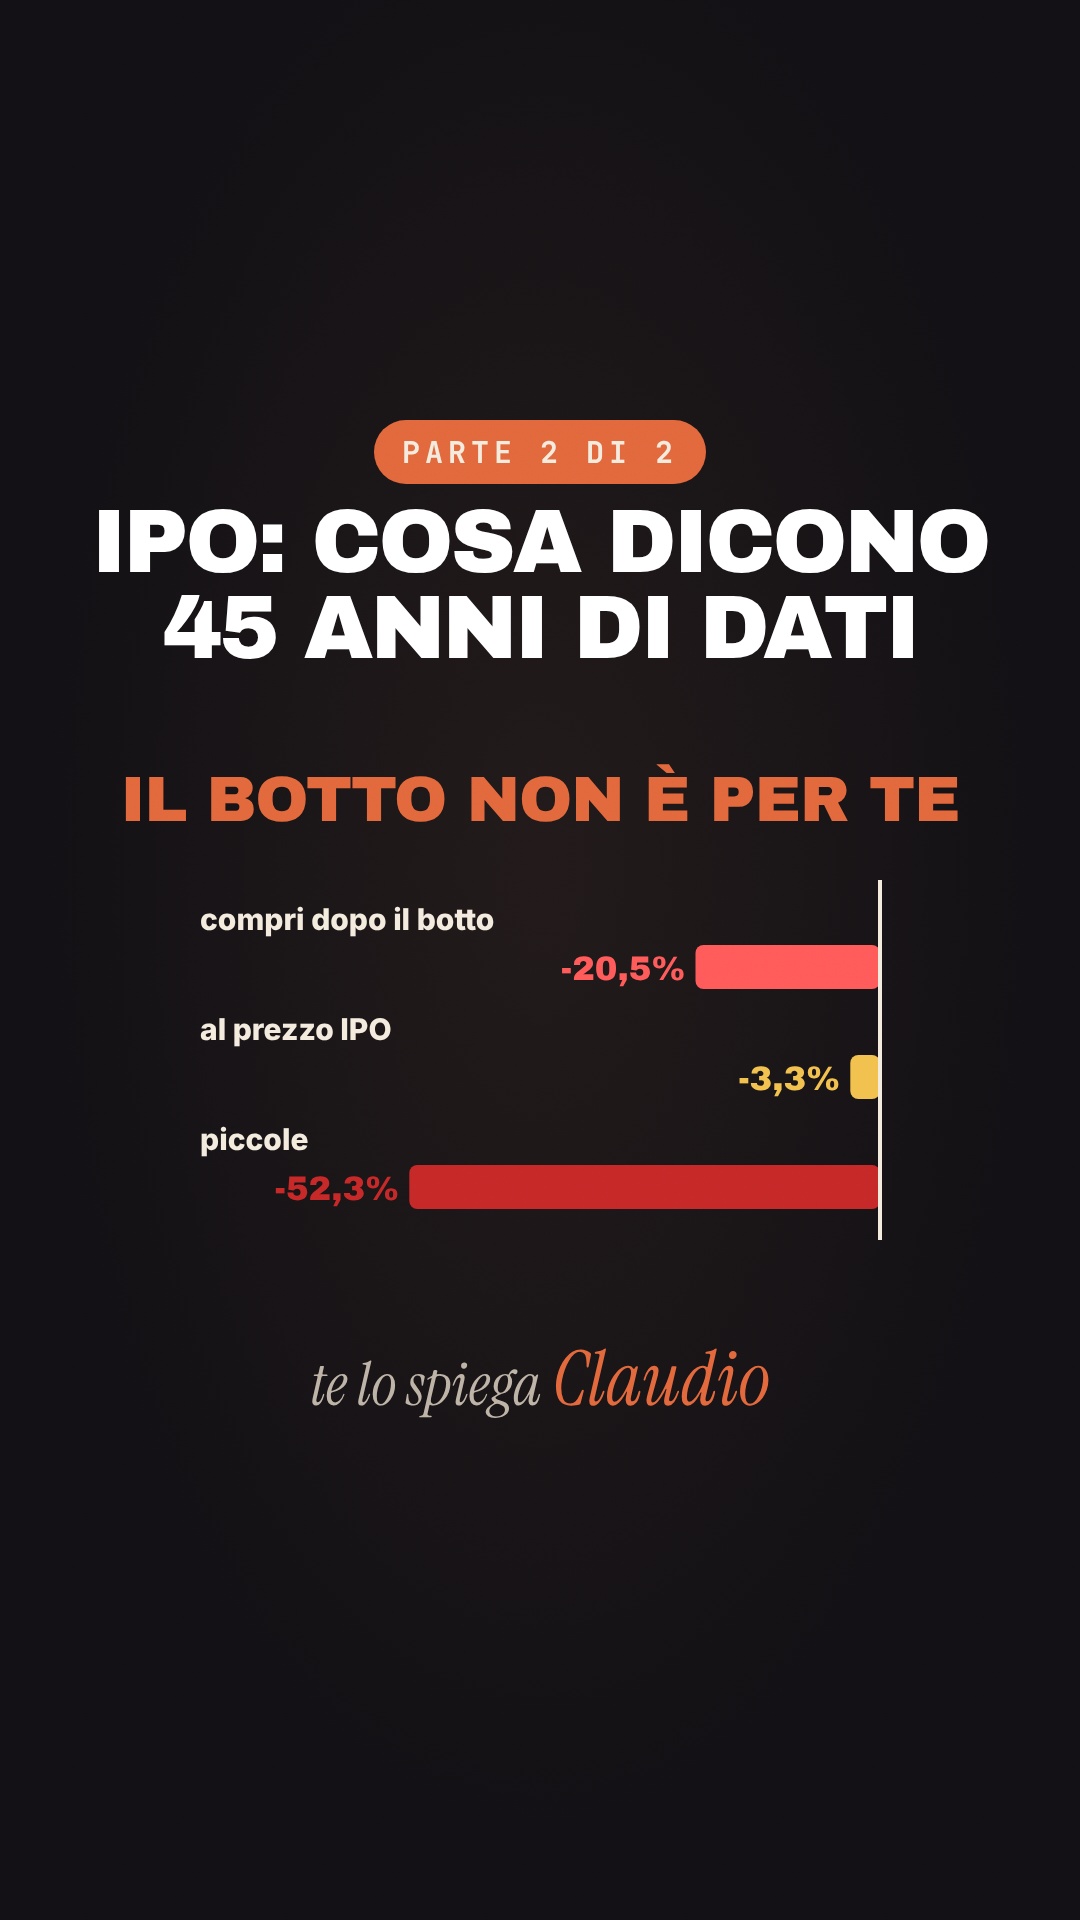 PARTE 2 DI 2
IPO: COSA DICONO
45 ANNI DI DATI
IL BOTTO NON È PER TE
compri dopo il botto
-20,5%
al prezzo IPO
-3,3%
piccole
-52,3%
te lo spiega Claudio